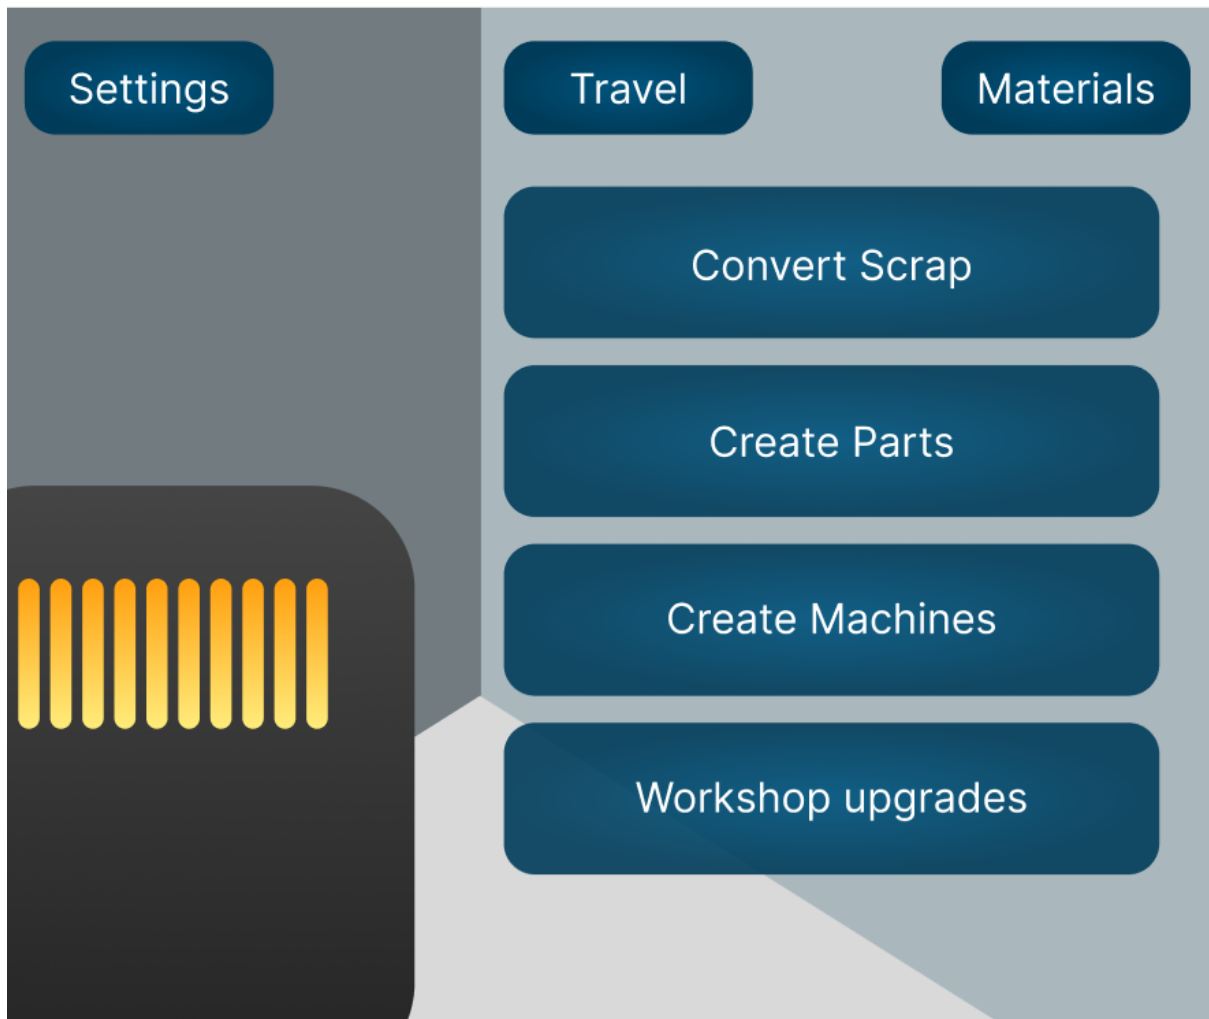 Settings
Travel
Materials
Convert Scrap
Create Parts
Create Machines
Workshop upgrades